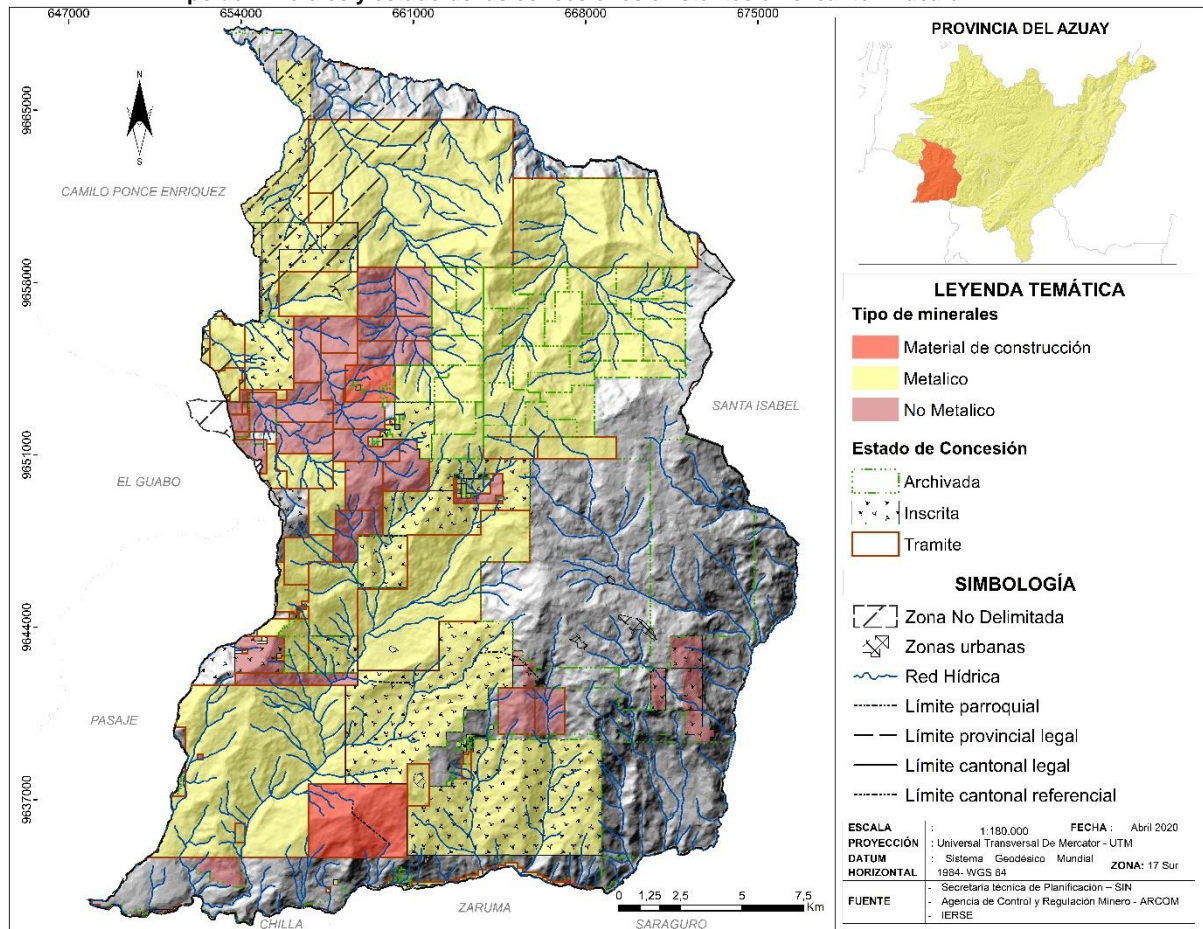 647000 654000 661000 668000 675000
9665000
9658000
9651000
9644000
9637000
N
S
CAMILO PONCE ENRIQUEZ
SANTA ISABEL
EL GUABO
PASAJE
CHILLA
ZARUMA
SARAGURO
0 1,25 2,5 5 7,5
Km
PROVINCIA DEL AZUAY
LEYENDA TEMÁTICA
Tipo de minerales
Material de construcción
Metalico
No Metalico
Estado de Concesión
Archivada
Inscrita
Tramite
SIMBOLOGÍA
Zona No Delimitada
Zonas urbanas
Red Hídrica
Límite parroquial
Límite provincial legal
Límite cantonal legal
Límite cantonal referencial
ESCALA : 1:180.000 FECHA : Abril 2020
PROYECCIÓN : Universal Transversal De Mercator - UTM
DATUM : Sistema Geodésico Mundial
HORIZONTAL 1984- WGS 84 ZONA: 17 Sur
FUENTE
- Secretaría técnica de Planificación – SIN
- Agencia de Control y Regulación Minero - ARCOM
- IERSE